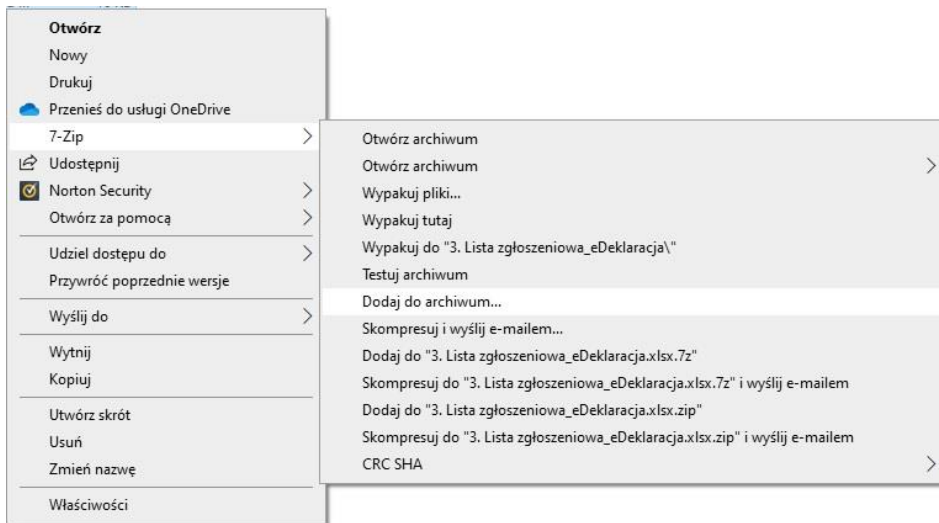 Otwórz
Nowy
Drukuj
Przenieś do usługi OneDrive
7-Zip
Udostępnij
Norton Security
Otwórz za pomocą
Udziel dostępu do
Przywróć poprzednie wersje
Wyślij do
Wytnij
Kopiuj
Utwórz skrót
Usuń
Zmień nazwę
Właściwości
Otwórz archiwum
Otwórz archiwum
Wypakuj pliki...
Wypakuj tutaj
Wypakuj do "3. Lista zgłoszeniowa_eDeklaracja\"
Testuj archiwum
Dodaj do archiwum...
Skompresuj i wyślij e-mailem...
Dodaj do "3. Lista zgłoszeniowa_eDeklaracja.xlsx.7z"
Skompresuj do "3. Lista zgłoszeniowa_eDeklaracja.xlsx.7z" i wyślij e-mailem
Dodaj do "3. Lista zgłoszeniowa_eDeklaracja.xlsx.zip"
Skompresuj do "3. Lista zgłoszeniowa_eDeklaracja.xlsx.zip" i wyślij e-mailem
CRC SHA